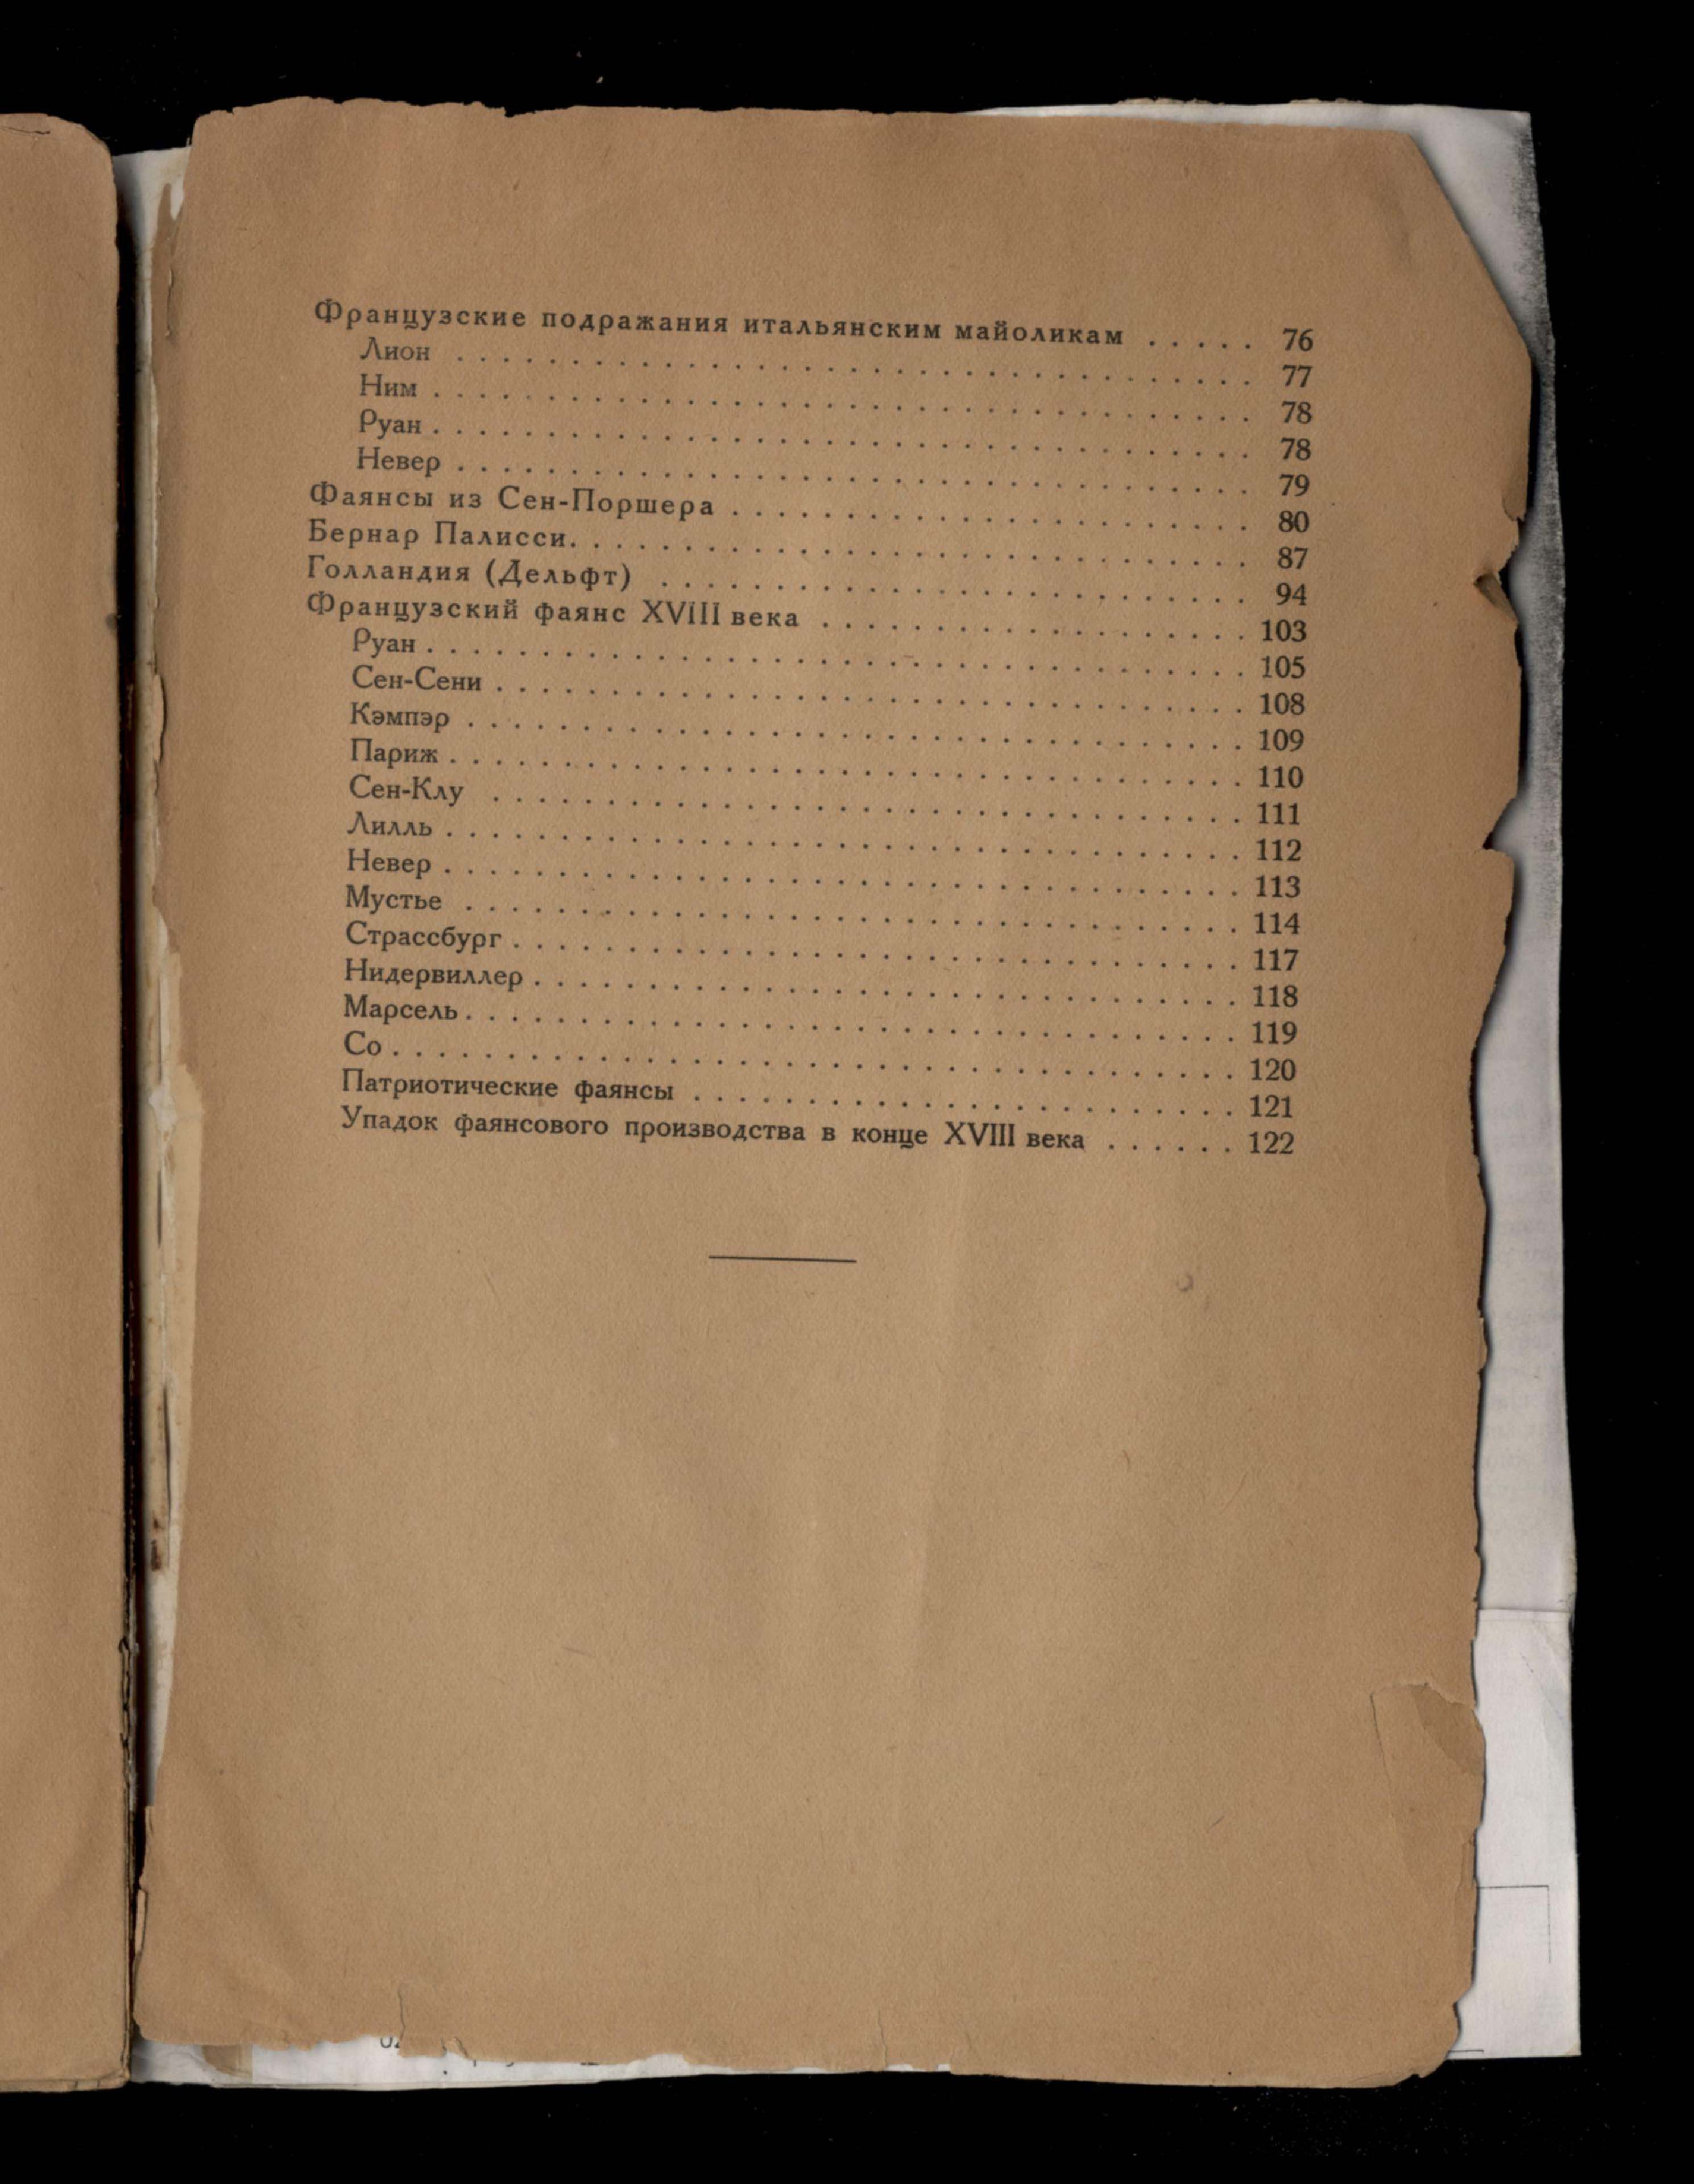 Французские подражания итальянским майоликам . . . . . 76
Лион . . . . . . . . . . . . . . . . . . . . . . . . . . . . . . . . . . . 77
Ним . . . . . . . . . . . . . . . . . . . . . . . . . . . . . . . . . . . . 78
Руан . . . . . . . . . . . . . . . . . . . . . . . . . . . . . . . . . . . . 78
Невер . . . . . . . . . . . . . . . . . . . . . . . . . . . . . . . . . . . 79
Фаянсы из Сен-Поршера . . . . . . . . . . . . . . . . . . . . . . . 80
Бернар Палисси. . . . . . . . . . . . . . . . . . . . . . . . . . . . . . 87
Голландия (Дельфт) . . . . . . . . . . . . . . . . . . . . . . . . . . 94
Французский фаянс XVIII века . . . . . . . . . . . . . . . . . . . 103
Руан . . . . . . . . . . . . . . . . . . . . . . . . . . . . . . . . . . . . 105
Сен-Сени . . . . . . . . . . . . . . . . . . . . . . . . . . . . . . . . . 108
Кэмпэр . . . . . . . . . . . . . . . . . . . . . . . . . . . . . . . . . . 109
Париж . . . . . . . . . . . . . . . . . . . . . . . . . . . . . . . . . . . 110
Сен-Клу . . . . . . . . . . . . . . . . . . . . . . . . . . . . . . . . . 111
Лилль . . . . . . . . . . . . . . . . . . . . . . . . . . . . . . . . . . . 112
Невер . . . . . . . . . . . . . . . . . . . . . . . . . . . . . . . . . . . 113
Мустье . . . . . . . . . . . . . . . . . . . . . . . . . . . . . . . . . . 114
Страссбург . . . . . . . . . . . . . . . . . . . . . . . . . . . . . . . . 117
Нидервиллер . . . . . . . . . . . . . . . . . . . . . . . . . . . . . . . 118
Марсель . . . . . . . . . . . . . . . . . . . . . . . . . . . . . . . . . . 119
Со . . . . . . . . . . . . . . . . . . . . . . . . . . . . . . . . . . . . . 120
Патриотические фаянсы . . . . . . . . . . . . . . . . . . . . . . . . 121
Упадок фаянсового производства в конце XVIII века . . . . . . 122